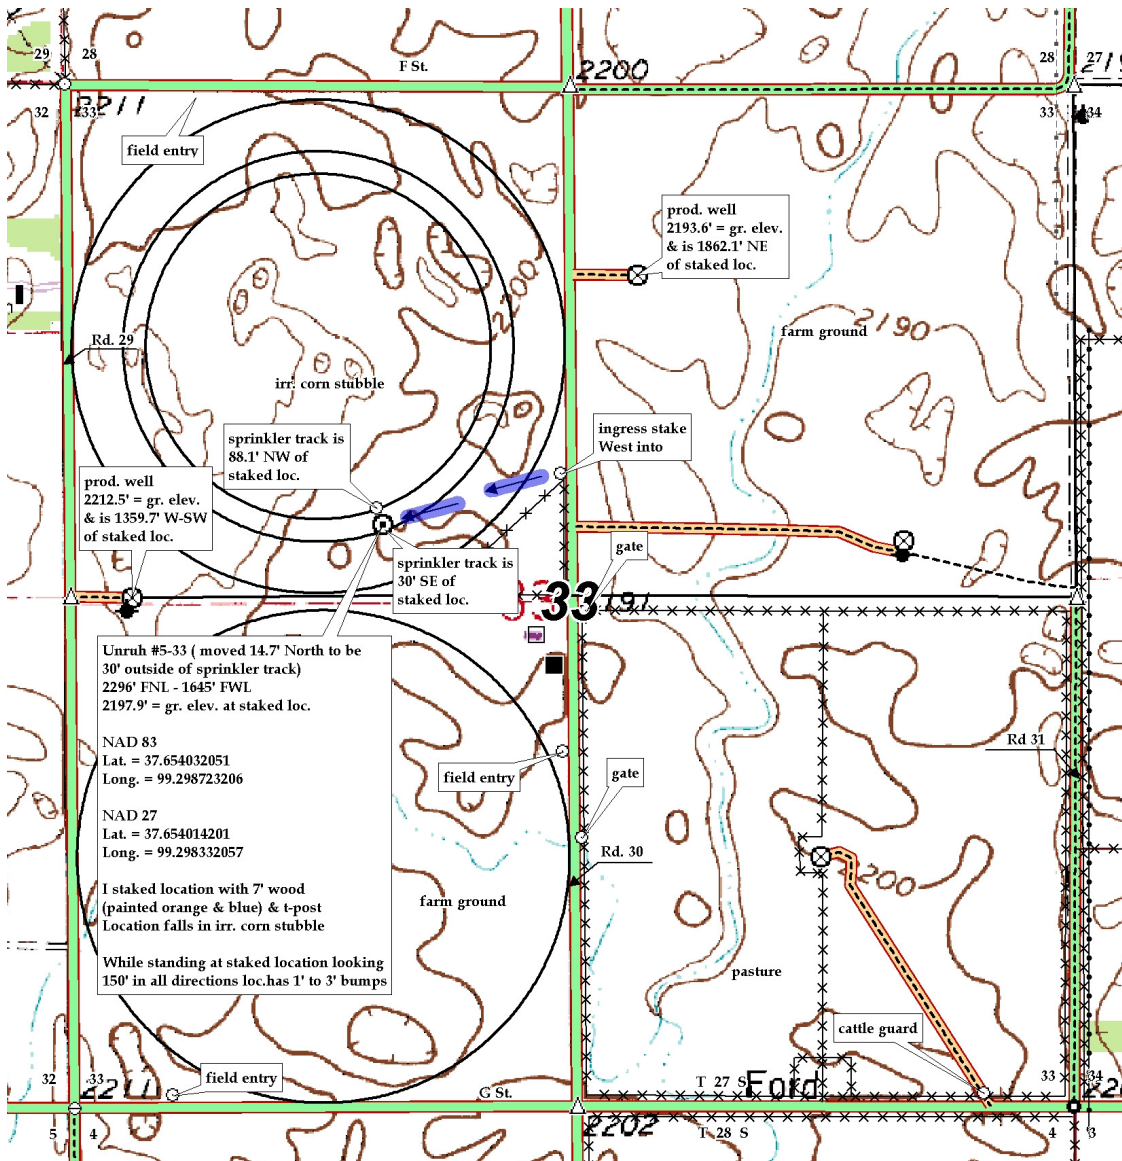 29
28
F St.
2200
28
27
32
33
2211
33
34
field entry
prod. well
2193.6' = gr. elev.
& is 1862.1' NE
of staked loc.
2200
2190
farm ground
Rd. 29
irr. corn stubble
sprinkler track is
88.1' NW of
staked loc.
ingress stake
West into
prod. well
2212.5' = gr. elev.
& is 1359.7' W-SW
of staked loc.
gate
sprinkler track is
30' SE of
staked loc.
33
Unruh #5-33 ( moved 14.7' North to be
30' outside of sprinkler track)
2296' FNL - 1645' FWL
2197.9' = gr. elev. at staked loc.
NAD 83
Lat. = 37.654032051
Long. = 99.298723206
NAD 27
Lat. = 37.654014201
Long. = 99.298332057
I staked location with 7' wood
(painted orange & blue) & t-post
Location falls in irr. corn stubble
While standing at staked location looking
150' in all directions loc.has 1' to 3' bumps
field entry
gate
Rd 31
Rd. 30
farm ground
2200
pasture
cattle guard
32
33
2211
field entry
G St.
T 27 S
Ford
33
34
5
4
2202
T 28 S
4
3